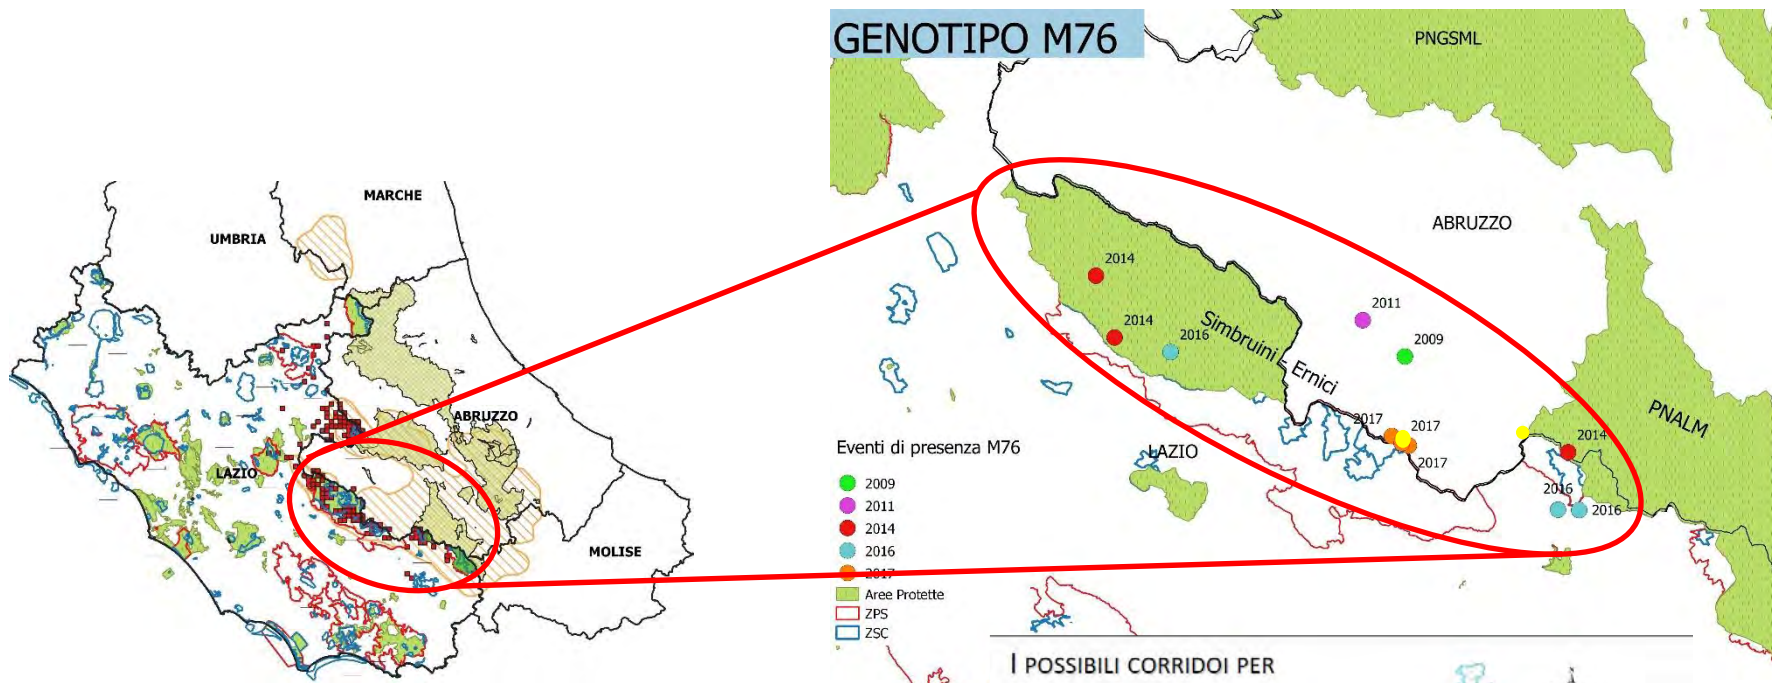 MARCHE
UMBRIA
ABRUZZO
LAZIO
MOLISE
GENOTIPO M76
PNGSML
ABRUZZO
2014
2011
2014
2016
Simbruini - Ernici
2009
PNALM
2017
2017
2014
2017
LAZIO
2016
2016
Eventi di presenza M76
2009
2011
2014
2016
2017
Aree Protette
ZPS
ZSC
I POSSIBILI CORRIDOI PER